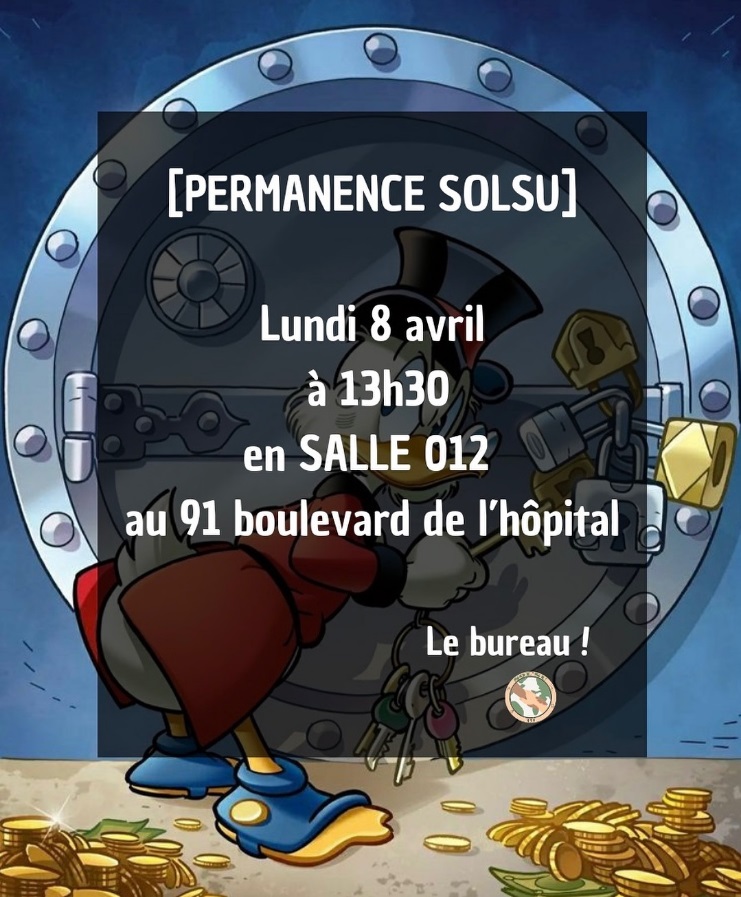 [PERMANENCE SOLSU]
Lundi 8 avril
à 13h30
en SALLE 012
au 91 boulevard de l'hôpital
Le bureau !